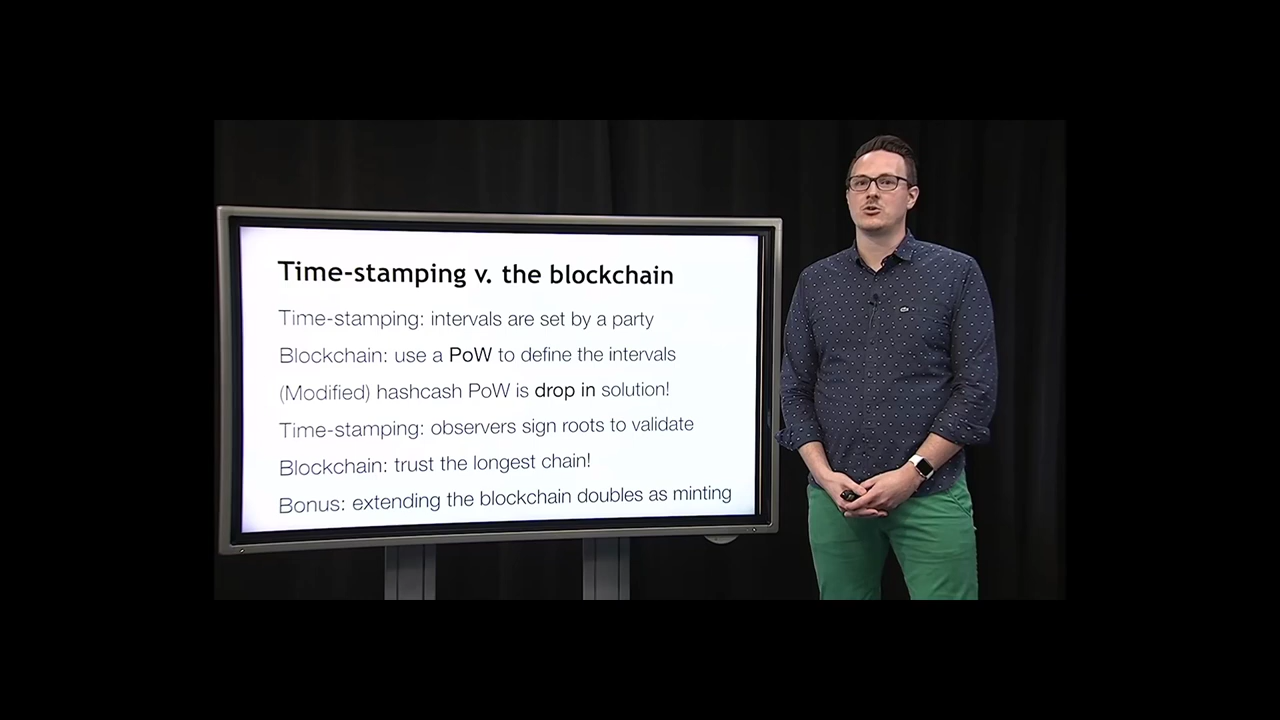 Time-stamping v. the blockchain
Time-stamping: intervals are set by a party
Blockchain: use a PoW to define the intervals
(Modified) hashcash PoW is drop in solution!
Time-stamping: observers sign roots to validate
Blockchain: trust the longest chain!
Bonus: extending the blockchain doubles as minting